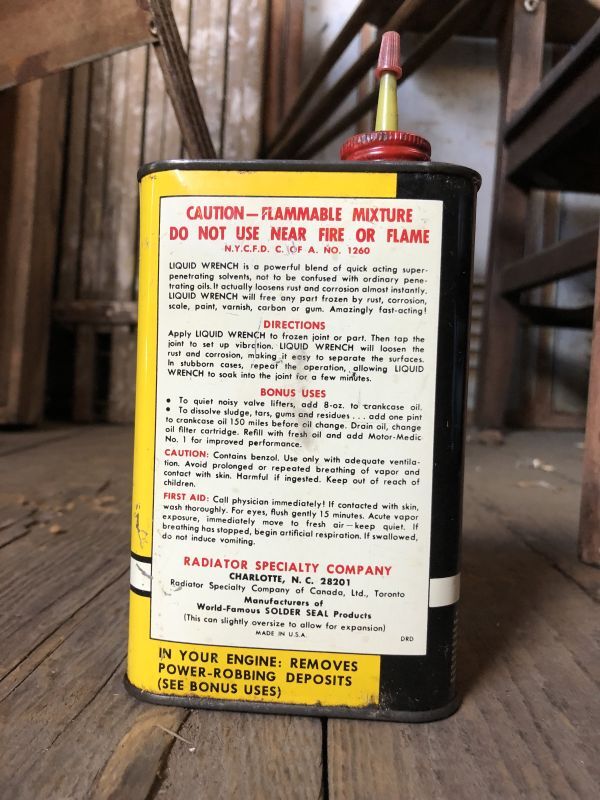 CAUTION—FLAMMABLE MIXTURE
DO NOT USE NEAR FIRE OR FLAME
N.Y.C.F.D. C. OF A. NO. 1260
LIQUID WRENCH is a powerful blend of quick acting super-
penetrating solvents, not to be confused with ordinary pene-
trating oils. It actually loosens rust and corrosion almost instantly.
LIQUID WRENCH will free any part frozen by rust, corrosion,
scale, paint, varnish, carbon or gum. Amazingly fast-acting!
DIRECTIONS
Apply LIQUID WRENCH to frozen joint or part. Then tap the
joint to set up vibration. LIQUID WRENCH will loosen the
rust and corrosion, making it easy to separate the surfaces.
In stubborn cases, repeat the operation, allowing LIQUID
WRENCH to soak into the joint for a few minutes.
BONUS USES
• To quiet noisy valve lifters, add 8-oz. to crankcase oil.
• To dissolve sludge, tars, gums and residues . . . add one pint
to crankcase oil 150 miles before oil change. Drain oil, change
oil filter cartridge. Refill with fresh oil and add Motor-Medic
No. 1 for improved performance.
CAUTION: Contains benzol. Use only with adequate ventila-
tion. Avoid prolonged or repeated breathing of vapor and
contact with skin. Harmful if ingested. Keep out of reach of
children.
FIRST AID: Call physician immediately! If contacted with skin,
wash thoroughly. For eyes, flush gently 15 minutes. Acute vapor
exposure, immediately move to fresh air—keep quiet. If
breathing has stopped, begin artificial respiration. If swallowed,
do not induce vomiting.
RADIATOR SPECIALTY COMPANY
CHARLOTTE, N. C. 28201
Radiator Specialty Company of Canada, Ltd., Toronto
Manufacturers of
World-Famous SOLDER SEAL Products
(This can slightly oversize to allow for expansion)
MADE IN U.S.A.
DRD
IN YOUR ENGINE: REMOVES
POWER-ROBBING DEPOSITS
(SEE BONUS USES)